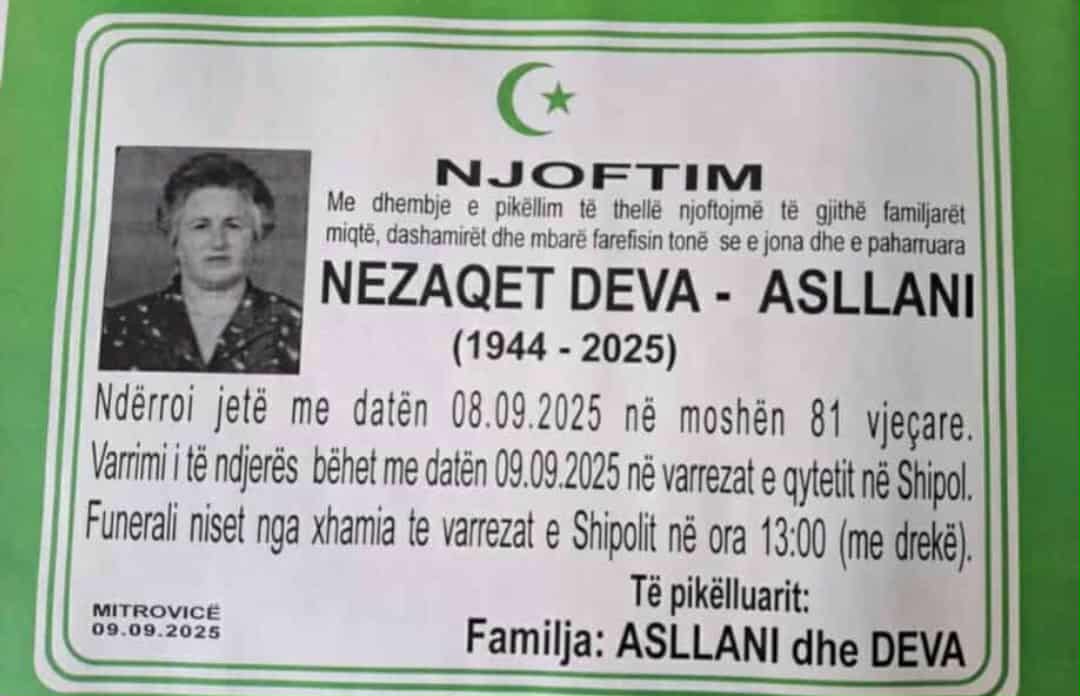 NJOFTIM
Me dhembje e pikëllim të thellë njoftojmë të gjithë familjarët
miqtë, dashamirët dhe mbarë farefisin tonë se e jona dhe e paharruara
NEZAQET DEVA - ASLLANI
(1944 - 2025)
Ndërroi jetë me datën 08.09.2025 në moshën 81 vjeçare.
Varrimi i të ndjerës bëhet me datën 09.09.2025 në varrezat e qytetit në Shipol.
Funerali niset nga xhamia te varrezat e Shipolit në ora 13:00 (me drekë).
Të pikëlluarit:
Familja: ASLLANI dhe DEVA
MITROVICË
09.09.2025